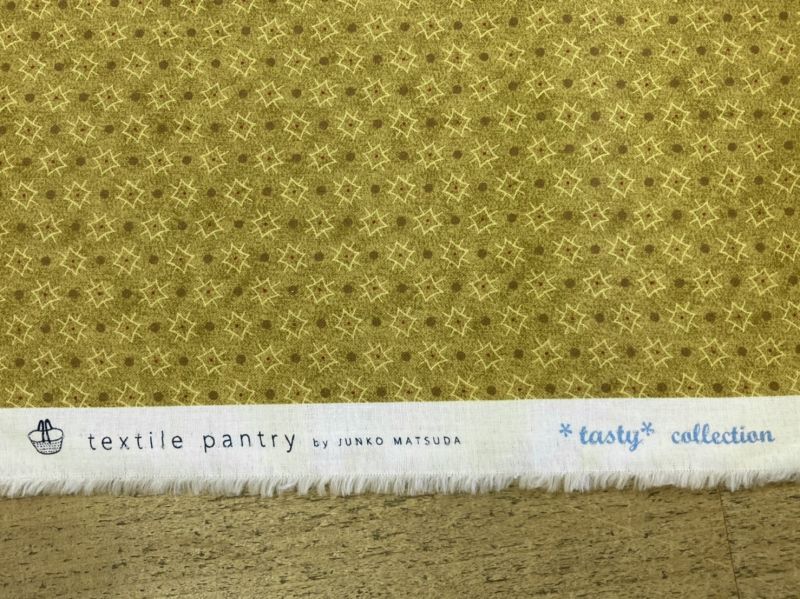 textile pantry by JUNKO MATSUDA *tasty* collection